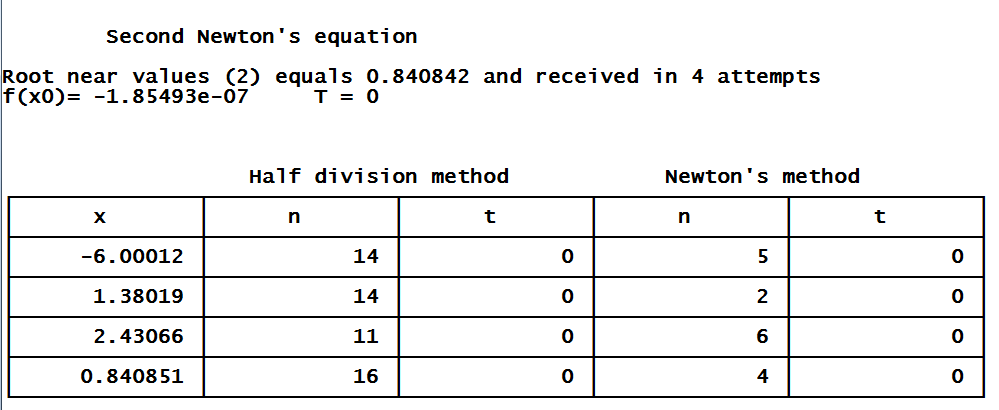 Second Newton's equation
Root near values (2) equals 0.840842 and received in 4 attempts
f(x0)= -1.85493e-07 T = 0
Half division method Newton's method
x n t n t
-6.00012 14 0 5 0
1.38019 14 0 2 0
2.43066 11 0 6 0
0.840851 16 0 4 0